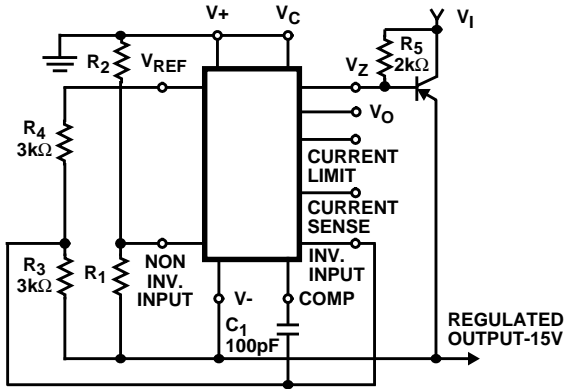 V+
VC
VI
R2
VREF
R5
2kΩ
VZ
VO
R4
3kΩ
CURRENT
LIMIT
CURRENT
SENSE
R3
3kΩ
R1
NON
INV.
INPUT
INV.
INPUT
V-
COMP
C1
100pF
REGULATED
OUTPUT-15V